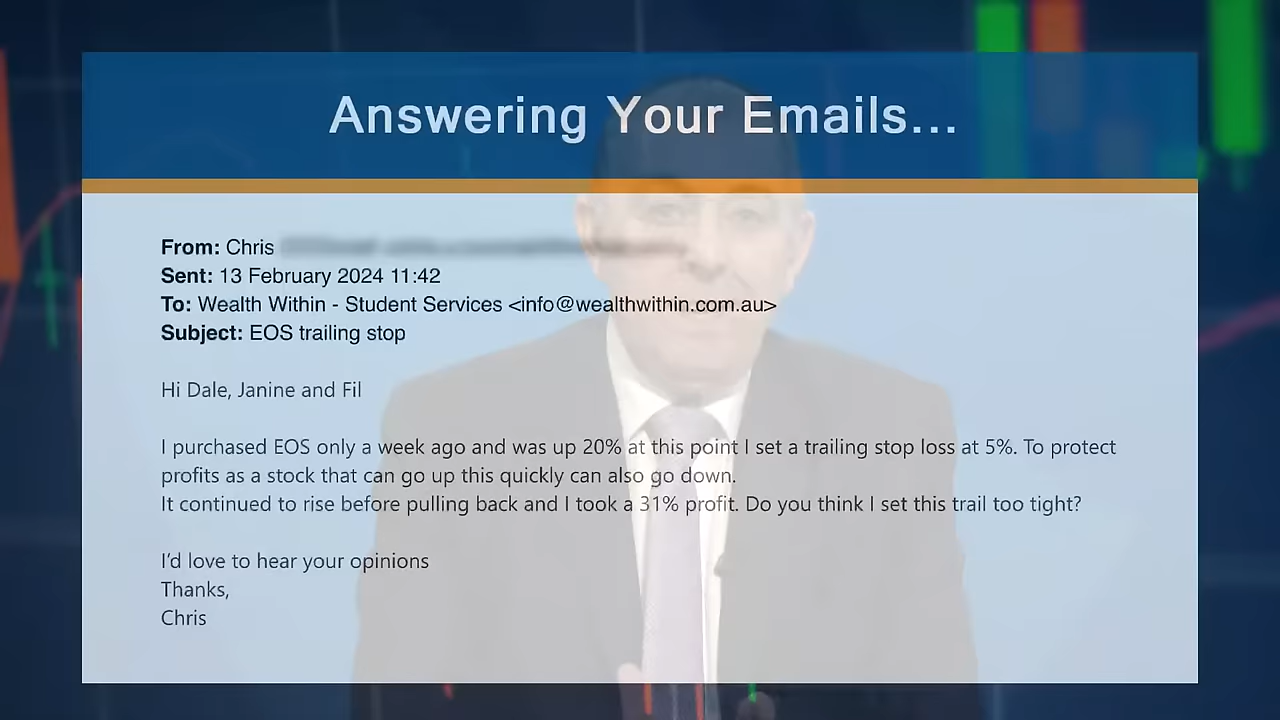 Answering Your Emails...
From: Chris
Sent: 13 February 2024 11:42
To: Wealth Within - Student Services <info@wealthwithin.com.au>
Subject: EOS trailing stop
Hi Dale, Janine and Fil
I purchased EOS only a week ago and was up 20% at this point I set a trailing stop loss at 5%. To protect
profits as a stock that can go up this quickly can also go down.
It continued to rise before pulling back and I took a 31% profit. Do you think I set this trail too tight?
I'd love to hear your opinions
Thanks,
Chris